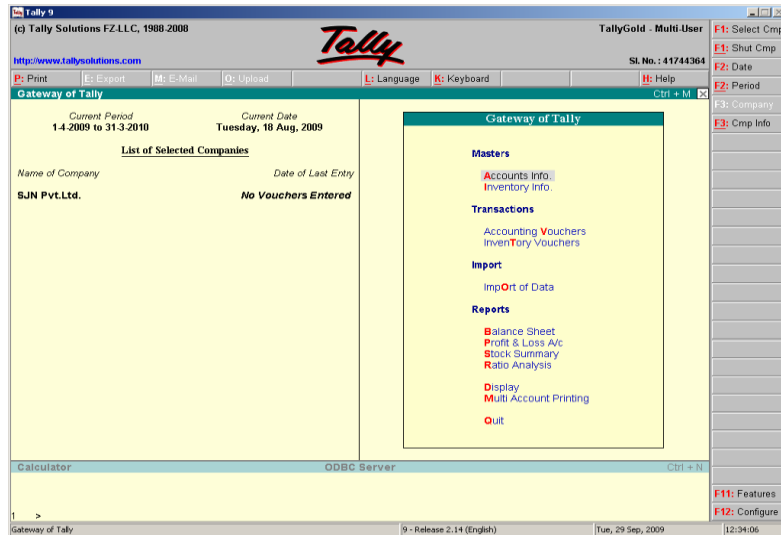 Tally 9
(c) Tally Solutions FZ-LLC, 1988-2008
http://www.tallysolutions.com
Tally
TallyGold - Multi-User
Sl. No. : 41744364
P: Print E: Export M: E-Mail O: Upload L: Language K: Keyboard H: Help
Gateway of Tally Ctrl + M
Current Period Current Date
1-4-2009 to 31-3-2010 Tuesday, 18 Aug, 2009
List of Selected Companies
Name of Company Date of Last Entry
SJN Pvt.Ltd. No Vouchers Entered
Gateway of Tally
Masters
Accounts Info.
Inventory Info.
Transactions
Accounting Vouchers
InvenTory Vouchers
Import
ImpOrt of Data
Reports
Balance Sheet
Profit & Loss A/c
Stock Summary
Ratio Analysis
Display
Multi Account Printing
Quit
F1: Select Cmp
F1: Shut Cmp
F2: Date
F2: Period
F3: Company
F3: Cmp Info
F11: Features
F12: Configure
Calculator ODBC Server Ctrl + N
1 >
Gateway of Tally 9 - Release 2.14 (English) Tue, 29 Sep, 2009 12:34:06